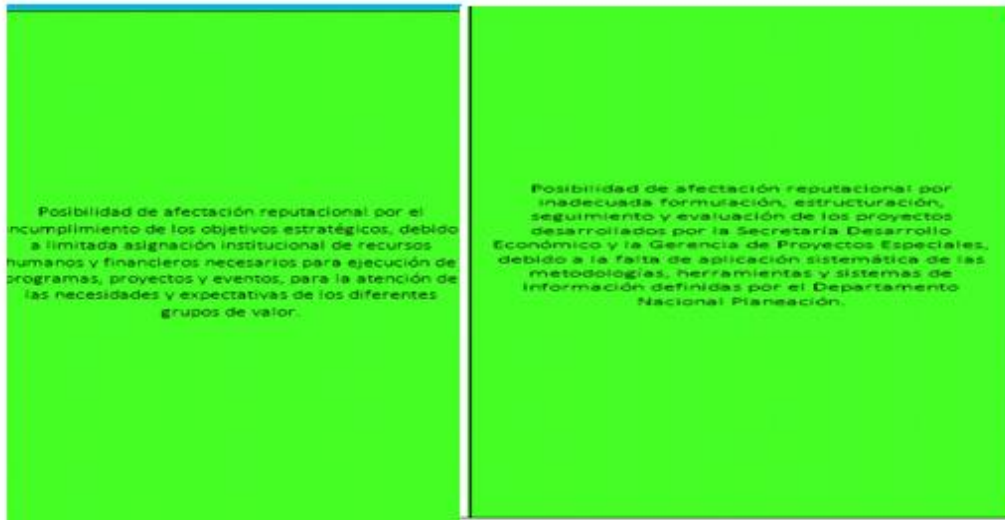 Posibilidad de afectación reputacional por el
ncumplimiento de los objetivos estratégicos, debido
a limitada asignación institucional de recursos
humanos y financieros necesarios para ejecución de
programas, proyectos y eventos, para la atención de
las necesidades y expectativas de los diferentes
grupos de valor.
Posibilidad de afectación reputacional por
inadecuada formulación, estructuración,
seguimiento y evaluación de los proyectos
desarrollados por la Secretaría Desarrollo
Económico y la Gerencia de Proyectos Especiales,
debido a la falta de aplicación sistemática de las
metodologías, herramientas y sistemas de
información definidas por el Departamento
Nacional Planeación.